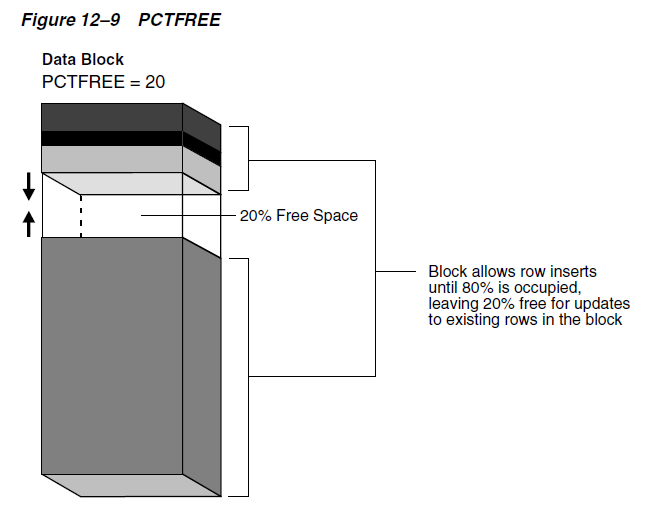 Figure 12–9 PCTFREE
Data Block
PCTFREE = 20
20% Free Space
Block allows row inserts
until 80% is occupied,
leaving 20% free for updates
to existing rows in the block